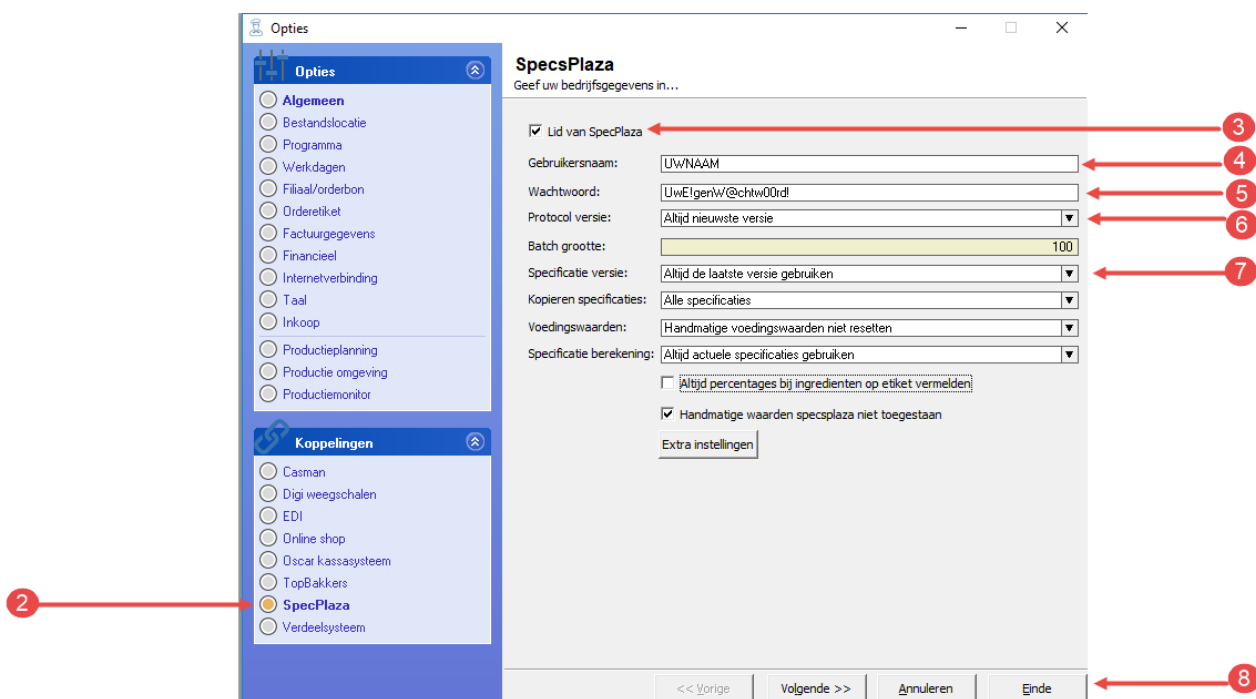 Opties
Opties
Algemeen
Bestandslocatie
Programma
Werkdagen
Filiaal/orderbon
Orderetiket
Factuurgegevens
Financieel
Internetverbinding
Taal
Inkoop
Productieplanning
Productie omgeving
Productiemonitor
Koppelingen
Casman
Digi weegschalen
EDI
Online shop
Oscar kassasysteem
TopBakkers
2
SpecPlaza
Verdeelsysteem
SpecsPlaza
Geef uw bedrijfsgegevens in...
Lid van SpecPlaza 3
Gebruikersnaam: UWNAAM 4
Wachtwoord: UwE!genW@chtw00rd! 5
Protocol versie: Altijd nieuwste versie 6
Batch grootte: 100
Specificatie versie: Altijd de laatste versie gebruiken 7
Kopieren specificaties: Alle specificaties
Voedingswaarden: Handmatige voedingswaarden niet resetten
Specificatie berekening: Altijd actuele specificaties gebruiken
Altijd percentages bij ingredienten op etiket vermelden
Handmatige waarden specsplaza niet toegestaan
Extra instellingen
<< Vorige Volgende >> Annuleren Einde 8